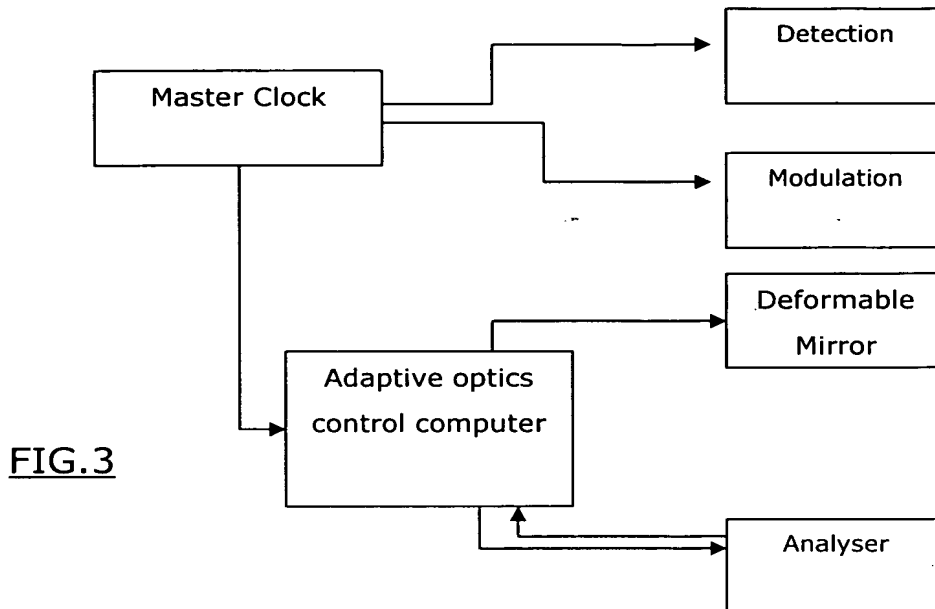 Detection
Master Clock
Modulation
Deformable
Mirror
Adaptive optics
control computer
FIG.3
Analyser